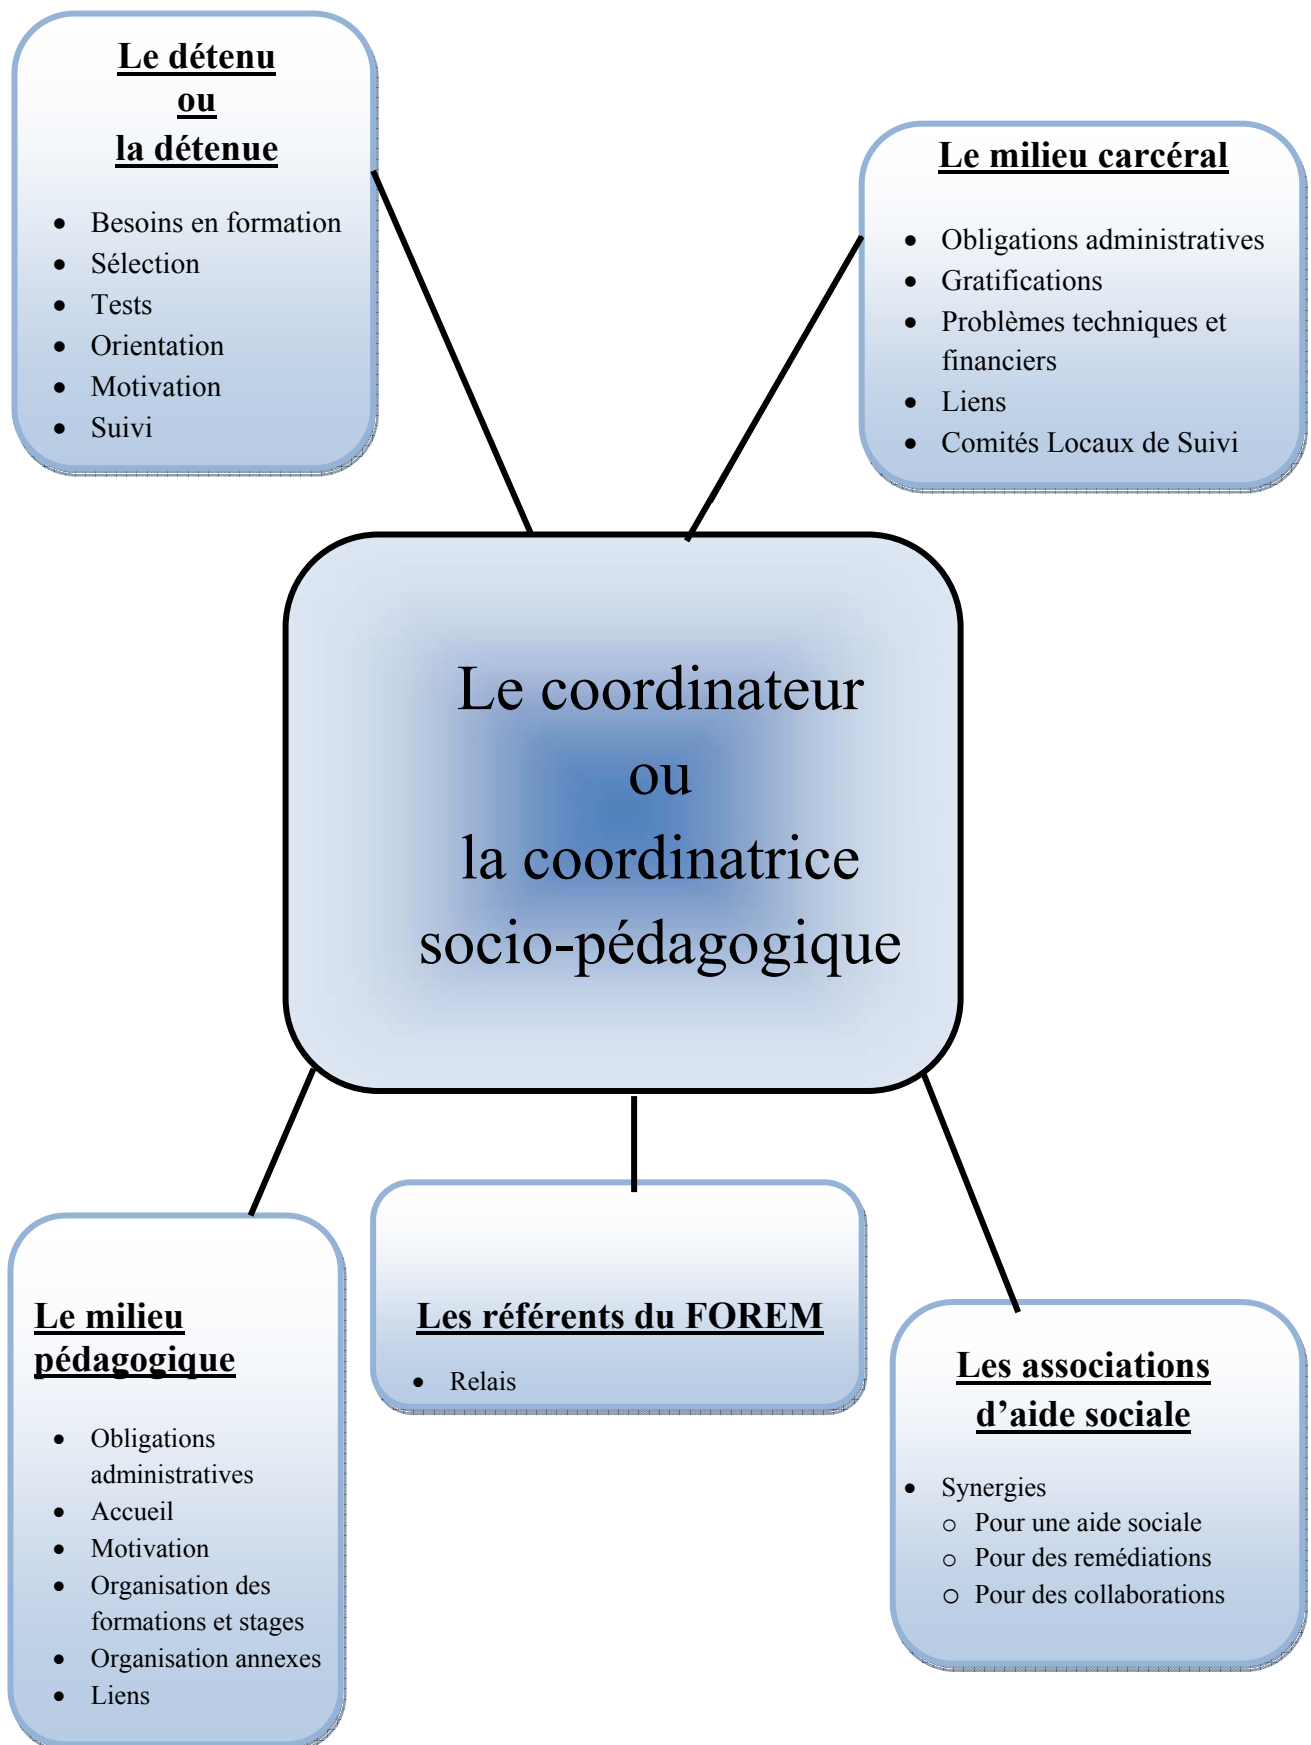 Le détenu
ou
la détenue
• Besoins en formation
• Sélection
• Tests
• Orientation
• Motivation
• Suivi
Le milieu carcéral
• Obligations administratives
• Gratifications
• Problèmes techniques et
financiers
• Liens
• Comités Locaux de Suivi
Le coordinateur
ou
la coordinatrice
socio-pédagogique
Le milieu
pédagogique
• Obligations
administratives
• Accueil
• Motivation
• Organisation des
formations et stages
• Organisation annexes
• Liens
Les référents du FOREM
• Relais
Les associations
d’aide sociale
• Synergies
o Pour une aide sociale
o Pour des remédiations
o Pour des collaborations